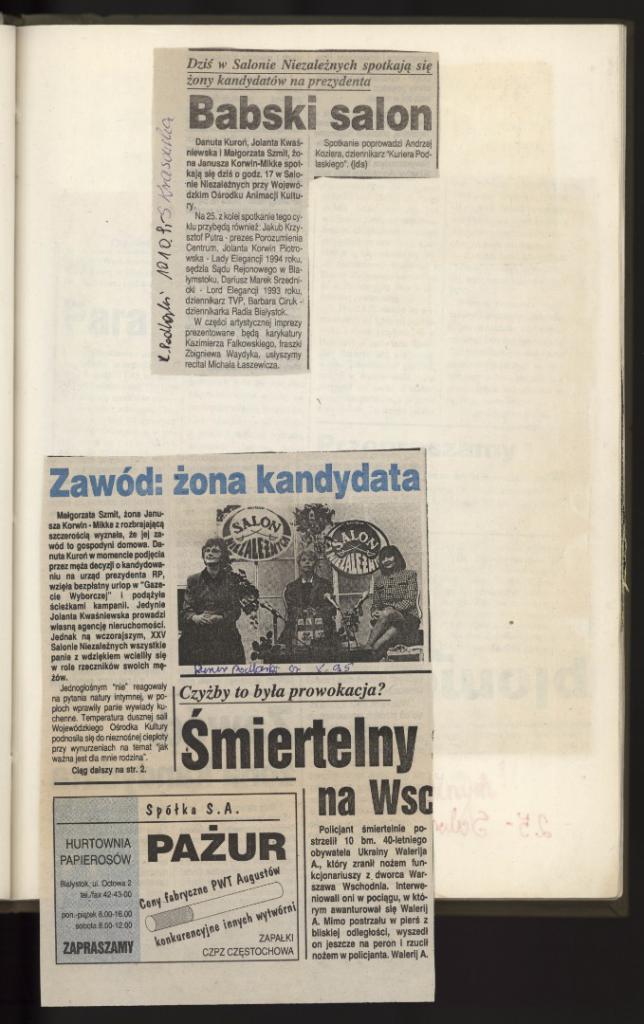 Dziś w Salonie Niezależnych spotkają się
żony kandydatów na prezydenta
Babski salon
Danuta Kuroń, Jolanta Kwaś-
niewska i Małgorzata Szmit, żo-
na Janusza Korwin-Mikke spot-
kają się dziś o godz. 17 w Salo-
nie Niezależnych przy Wojewó-
dzkim Ośrodku Animacji Kultu-
ry.
Na 25. z kolei spotkanie tego cy-
klu przybędą również: Jakub Krzy-
sztof Putra - prezes Porozumienia
Centrum, Jolanta Korwin Piotro-
wska - Lady Elegancji 1994 roku,
sędzia Sądu Rejonowego w Bia-
łymstoku, Dariusz Marek Srzedni-
cki - Lord Elegancji 1993 roku,
dziennikarz TVP, Barbara Ciruk -
dziennikarka Radia Białystok.
W części artystycznej imprezy
prezentowane będą karykatury
Kazimierza Falkowskiego, fraszki
Zbigniewa Waydyka, usłyszymy
recital Michała Łaszewicza.
Spotkanie poprowadzi Andrzej
Koziera, dziennikarz "Kuriera Pod-
laskiego". (jds)
Zawód: żona kandydata
Małgorzata Szmit, żona Janu-
sza Korwin - Mikke z rozbrajającą
szczerością wyznała, że jej za-
wód to gospodyni domowa. Da-
nuta Kuroń w momencie podjęcia
przez męża decyzji o kandydowa-
niu na urząd prezydenta RP,
wzięła bezpłatny urlop w "Gaze-
cie Wyborczej" i podążyła
ścieżkami kampanii. Jedynie
Jolanta Kwaśniewska prowadzi
własną agencję nieruchomości.
Jednak na wczorajszym, XXV
Salonie Niezależnych wszystkie
panie z wdziękiem wcieliły się
w role rzeczników swoich mę-
żów.
Jednogłośnym "nie" reagowały
na pytania natury intymnej, w po-
płoch wprawiły panie wywiady ku-
chenne. Temperatura dusznej sali
Wojewódzkiego Ośrodka Kultury
podnosiła się do nieznośnej ciepłoty
przy wynurzeniach na temat "jak
ważna jest dla mnie rodzina".
Ciąg dalszy na str. 2.
SALON
SALON
X. 95
Czyżby to była prowokacja?
Śmiertelny
na Wsc
Policjant śmiertelnie po-
strzelił 10 bm. 40-letniego
obywatela Ukrainy Walerija
A., który zranił nożem fun-
kcjonariuszy z dworca War-
szawa Wschodnia. Interwe-
niowali oni w pociągu, w któ-
rym awanturował się Walerij
A. Mimo postrzału w pierś z
bliskiej odległości, wyszedł
on jeszcze na peron i rzucił
nożem w policjanta. Walerij A.
Spółka S.A.
PAŻUR
HURTOWNIA
PAPIEROSÓW
Białystok, ul. Octowa 2
tel./fax 42-43-00
pon.-piątek 8.00-16.00
sobota 8.00-12.00
ZAPRASZAMY
Ceny fabryczne PWT Augustów
konkurencyjne innych wytwórni
ZAPAŁKI
CZPZ CZĘSTOCHOWA